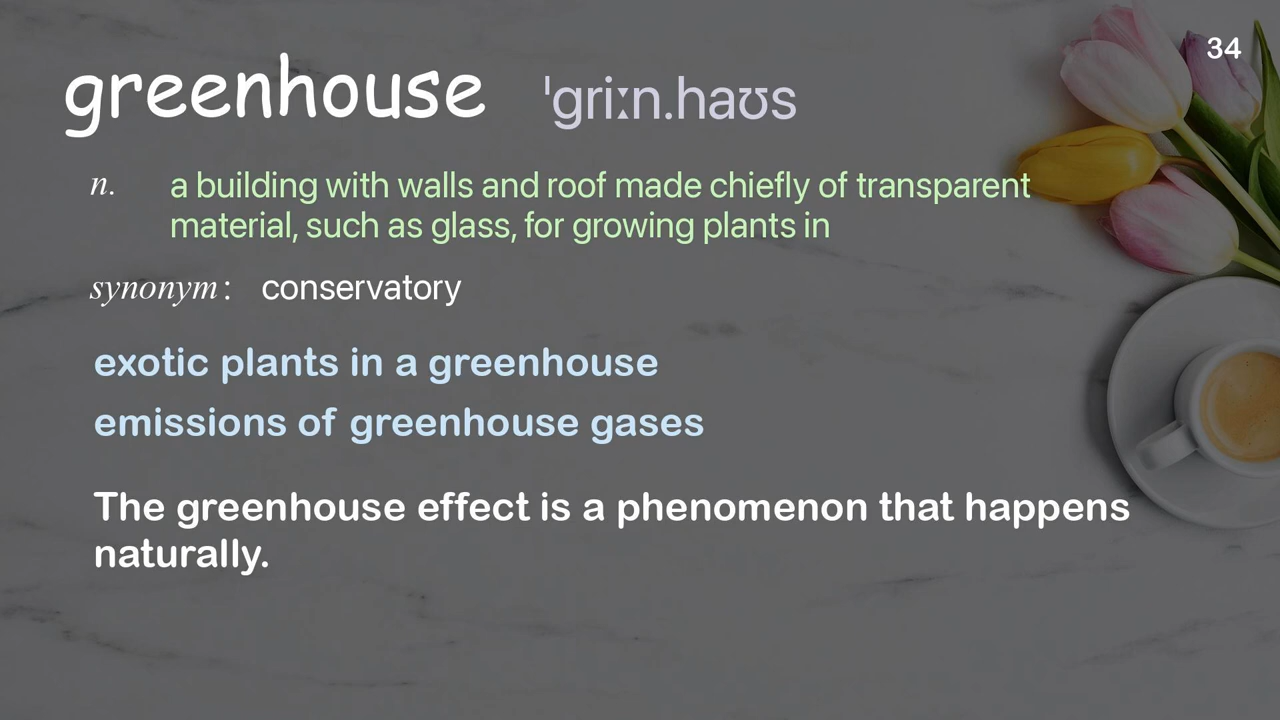 34
greenhouse ˈɡriːn.haʊs
n. a building with walls and roof made chiefly of transparent
material, such as glass, for growing plants in
synonym: conservatory
exotic plants in a greenhouse
emissions of greenhouse gases
The greenhouse effect is a phenomenon that happens
naturally.